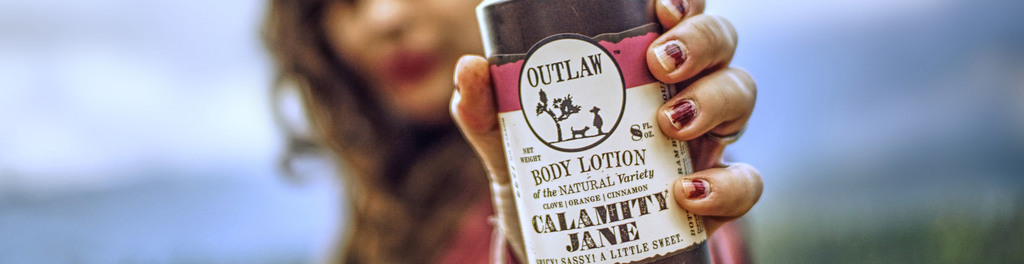 OUTLAW
NET
WEIGHT
8 FL.
OZ.
BODY LOTION
of the NATURAL Variety
CLOVE | ORANGE | CINNAMON
CALAMITY
JANE
SPICY! SASSY! A LITTLE SWEET.